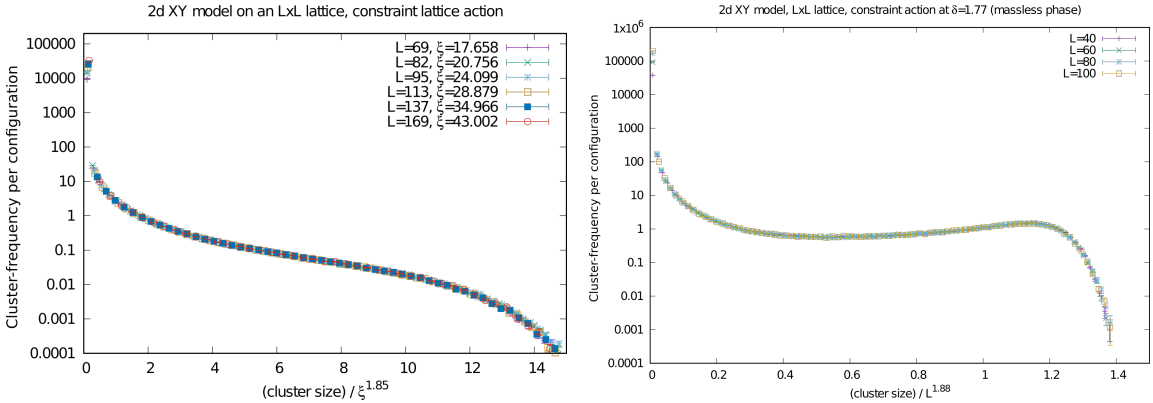 2d XY model on an LxL lattice, constraint lattice action
L=69, ξ=17.658
L=82, ξ=20.756
L=95, ξ=24.099
L=113, ξ=28.879
L=137, ξ=34.966
L=169, ξ=43.002
100000
10000
1000
100
10
1
0.1
0.01
0.001
0.0001
Cluster-frequency per configuration
0 2 4 6 8 10 12 14
(cluster size) / ξ^1.85
2d XY model, LxL lattice, constraint action at δ=1.77 (massless phase)
L=40
L=60
L=80
L=100
1x10^6
100000
10000
1000
100
10
1
0.1
0.01
0.001
0.0001
Cluster-frequency per configuration
0 0.2 0.4 0.6 0.8 1 1.2 1.4
(cluster size) / L^1.88